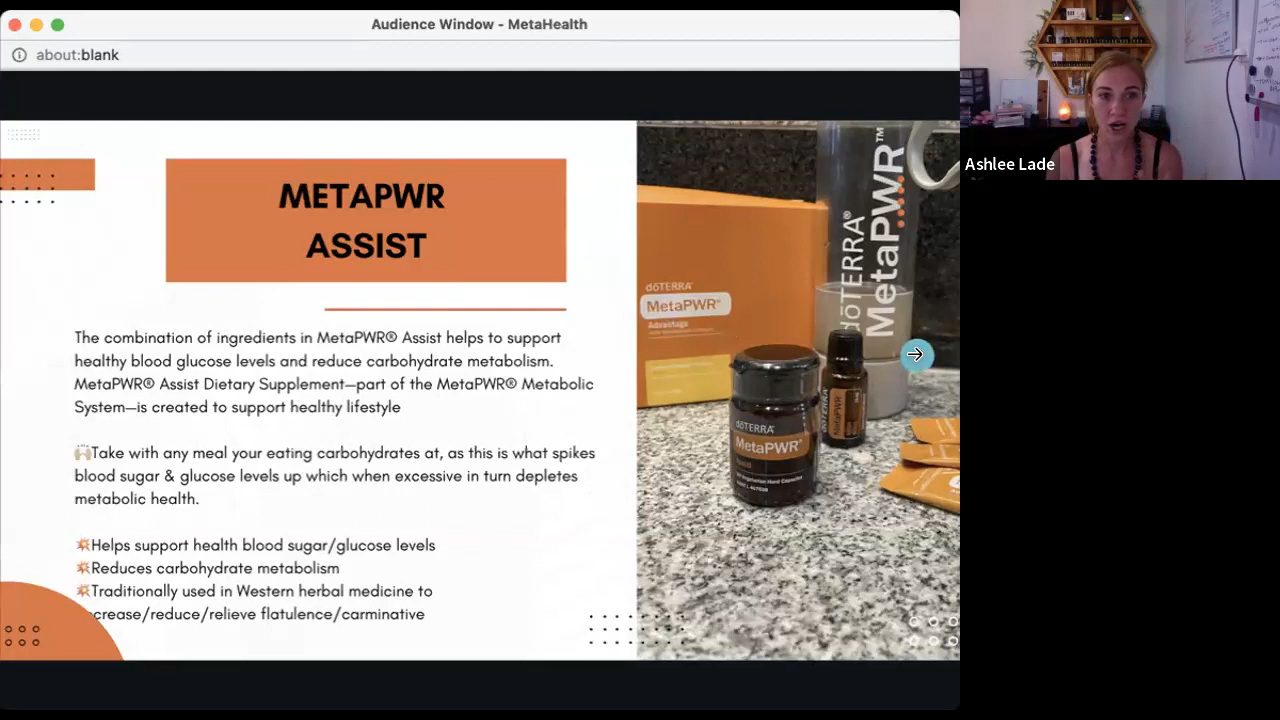 Audience Window - MetaHealth
about:blank
METAPWR
ASSIST
The combination of ingredients in MetaPWR® Assist helps to support
healthy blood glucose levels and reduce carbohydrate metabolism.
MetaPWR® Assist Dietary Supplement—part of the MetaPWR® Metabolic
System—is created to support healthy lifestyle
Take with any meal your eating carbohydrates at, as this is what spikes
blood sugar & glucose levels up which when excessive in turn depletes
metabolic health.
Helps support health blood sugar/glucose levels
Reduces carbohydrate metabolism
Traditionally used in Western herbal medicine to
crease/reduce/relieve flatulence/carminative
dōTERRA®
MetaPWR™
dōTERRA
MetaPWR®
Advantage
dōTERRA
MetaPWR®
Vegetarian Hard Capsules
dōTERRA
MetaPWR
Ashlee Lade